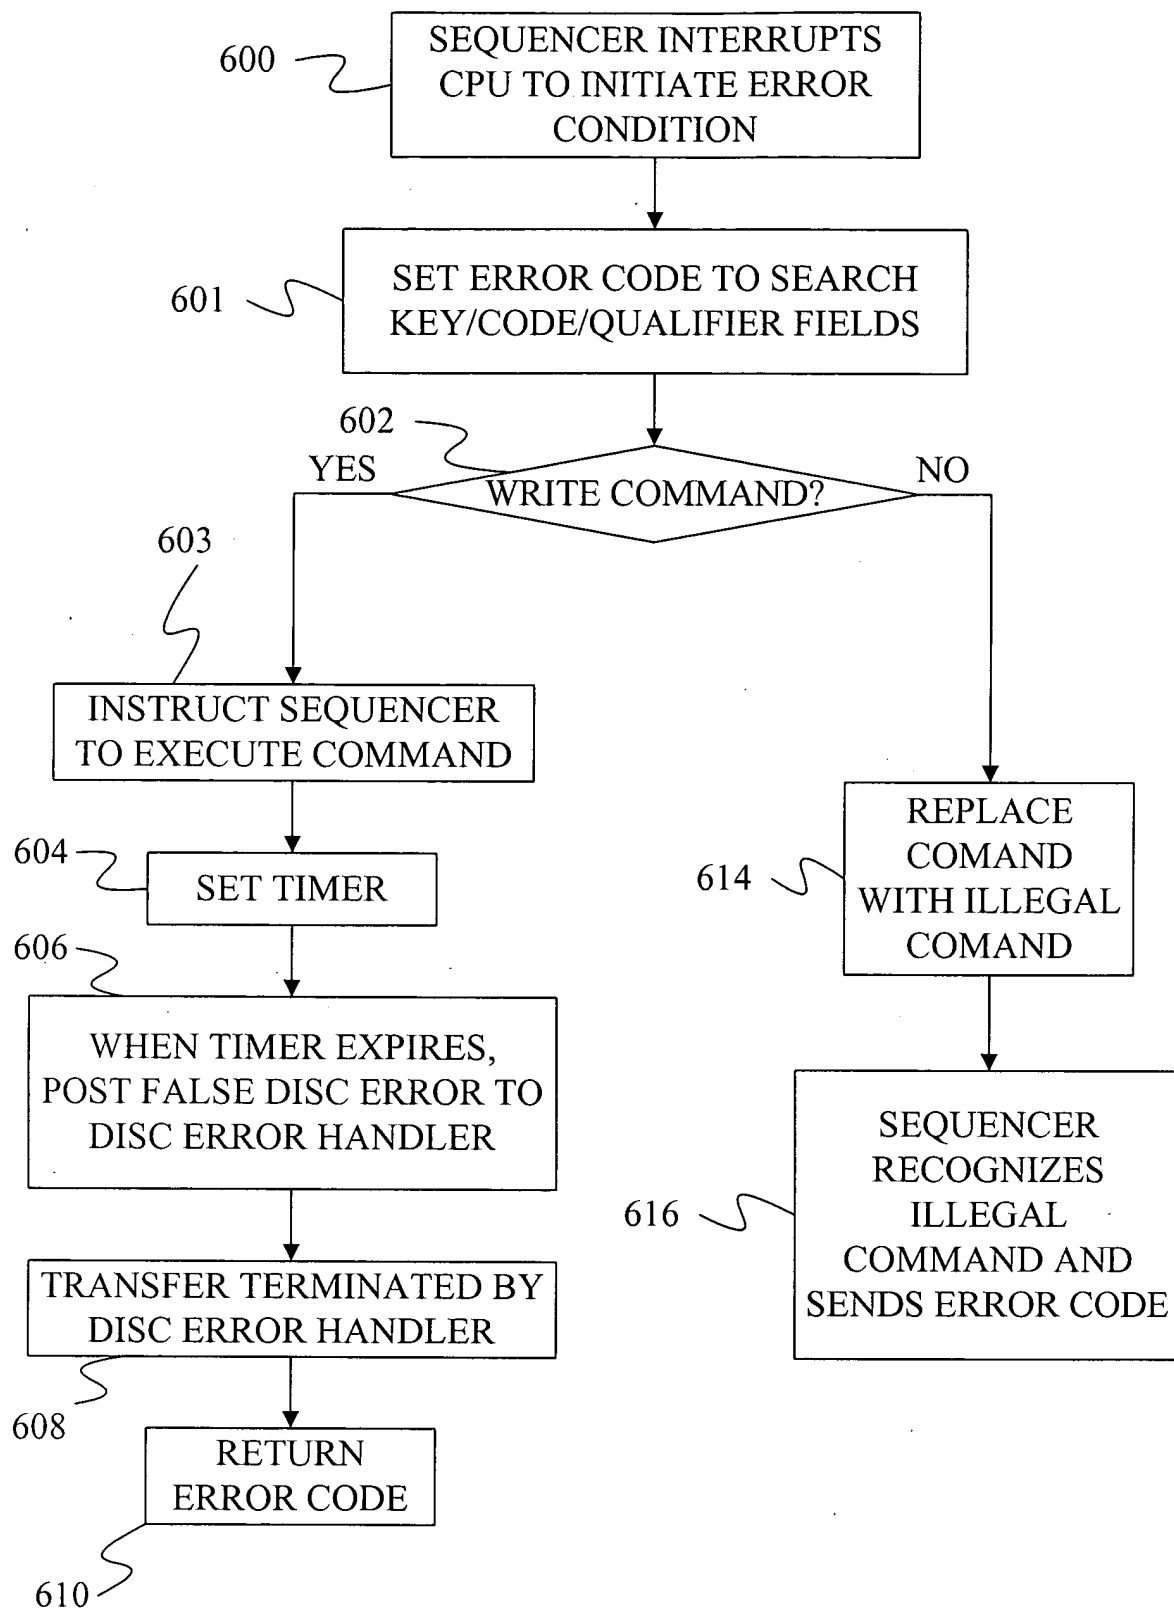 600
SEQUENCER INTERRUPTS
CPU TO INITIATE ERROR
CONDITION
601
SET ERROR CODE TO SEARCH
KEY/CODE/QUALIFIER FIELDS
602
YES
WRITE COMMAND?
NO
603
INSTRUCT SEQUENCER
TO EXECUTE COMMAND
604
SET TIMER
606
WHEN TIMER EXPIRES,
POST FALSE DISC ERROR TO
DISC ERROR HANDLER
TRANSFER TERMINATED BY
DISC ERROR HANDLER
608
RETURN
ERROR CODE
610
614
REPLACE
COMAND
WITH ILLEGAL
COMAND
616
SEQUENCER
RECOGNIZES
ILLEGAL
COMMAND AND
SENDS ERROR CODE